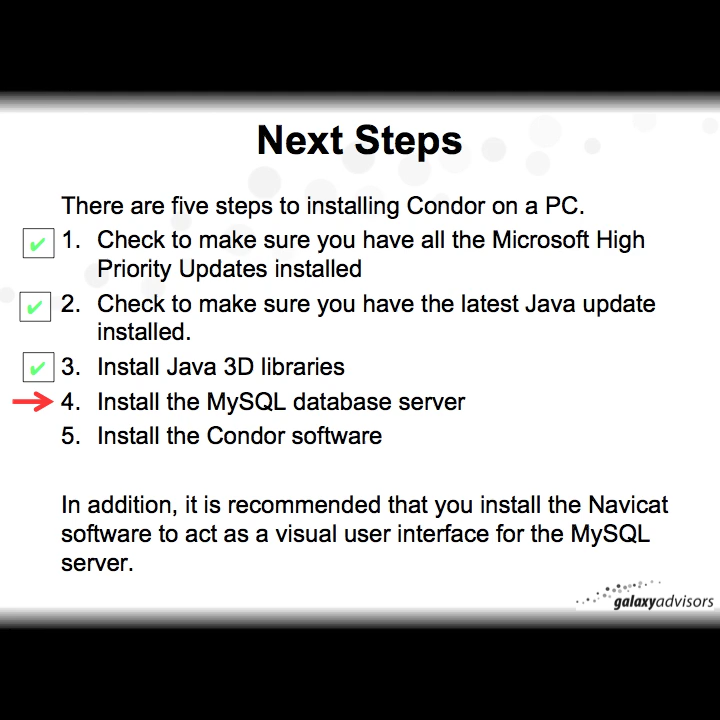 Next Steps
There are five steps to installing Condor on a PC.
1. Check to make sure you have all the Microsoft High
Priority Updates installed
2. Check to make sure you have the latest Java update
installed.
3. Install Java 3D libraries
4. Install the MySQL database server
5. Install the Condor software
In addition, it is recommended that you install the Navicat
software to act as a visual user interface for the MySQL
server.
galaxyadvisors